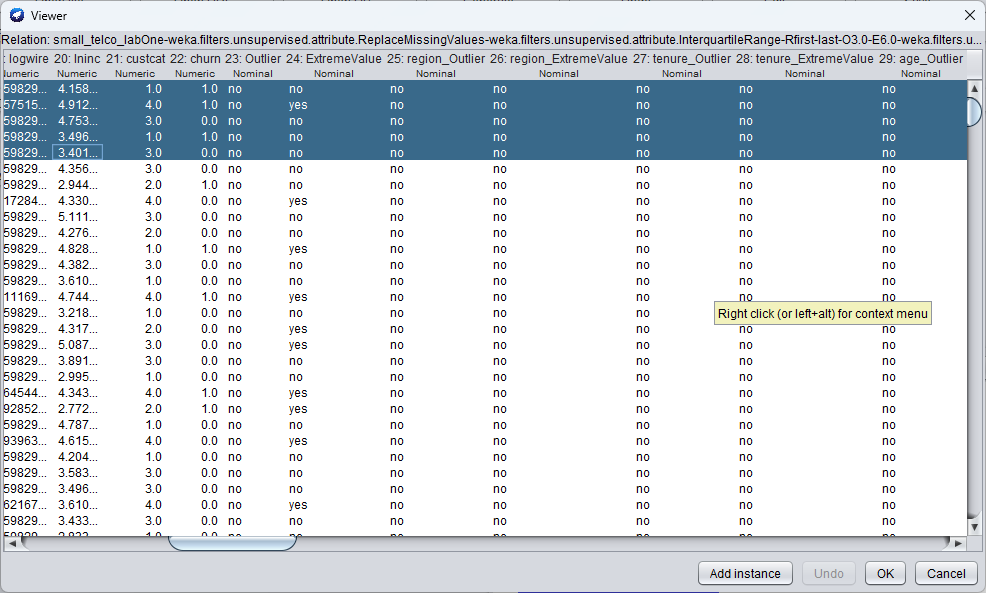 Viewer
Relation: small_telco_labOne-weka.filters.unsupervised.attribute.ReplaceMissingValues-weka.filters.unsupervised.attribute.InterquartileRange-Rfirst-last-O3.0-E6.0-weka.filters.u...
: logwire 20: lninc 21: custcat 22: churn 23: Outlier 24: ExtremeValue 25: region_Outlier 26: region_ExtremeValue 27: tenure_Outlier 28: tenure_ExtremeValue 29: age_Outlier
Numeric Numeric Numeric Numeric Nominal Nominal Nominal Nominal Nominal Nominal Nominal
59829... 4.158... 1.0 1.0 no no no no no no no
57515... 4.912... 4.0 1.0 no yes no no no no no
59829... 4.753... 3.0 0.0 no no no no no no no
59829... 3.496... 1.0 1.0 no no no no no no no
59829... 3.401... 3.0 0.0 no no no no no no no
59829... 4.356... 3.0 0.0 no no no no no no no
59829... 2.944... 2.0 1.0 no no no no no no no
17284... 4.330... 4.0 0.0 no yes no no no no no
59829... 5.111... 3.0 0.0 no no no no no no no
59829... 4.276... 2.0 0.0 no no no no no no no
59829... 4.828... 1.0 1.0 no yes no no no no no
59829... 4.382... 3.0 0.0 no no no no no no no
59829... 3.610... 1.0 0.0 no no no no no no no
11169... 4.744... 4.0 1.0 no yes no no no no no
59829... 3.218... 1.0 0.0 no no no no no no
Right click (or left+alt) for context menu
59829... 4.317... 2.0 0.0 no yes no no no no no
59829... 5.087... 3.0 0.0 no yes no no no no no
59829... 3.891... 3.0 0.0 no no no no no no no
59829... 2.995... 1.0 0.0 no no no no no no no
64544... 4.343... 4.0 1.0 no yes no no no no no
92852... 2.772... 2.0 1.0 no yes no no no no no
59829... 4.787... 1.0 0.0 no no no no no no no
93963... 4.615... 4.0 0.0 no yes no no no no no
59829... 4.204... 1.0 0.0 no no no no no no no
59829... 3.583... 3.0 0.0 no no no no no no no
59829... 3.496... 3.0 0.0 no no no no no no no
62167... 3.610... 4.0 0.0 no yes no no no no no
59829... 3.433... 3.0 0.0 no no no no no no no
Add instance Undo OK Cancel